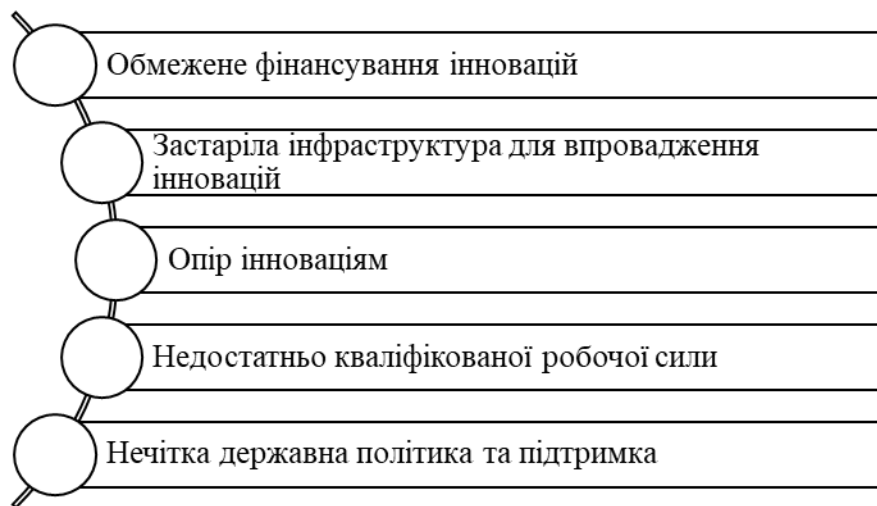 Обмежене фінансування інновацій
Застаріла інфраструктура для впровадження
інновацій
Опір інноваціям
Недостатньо кваліфікованої робочої сили
Нечітка державна політика та підтримка